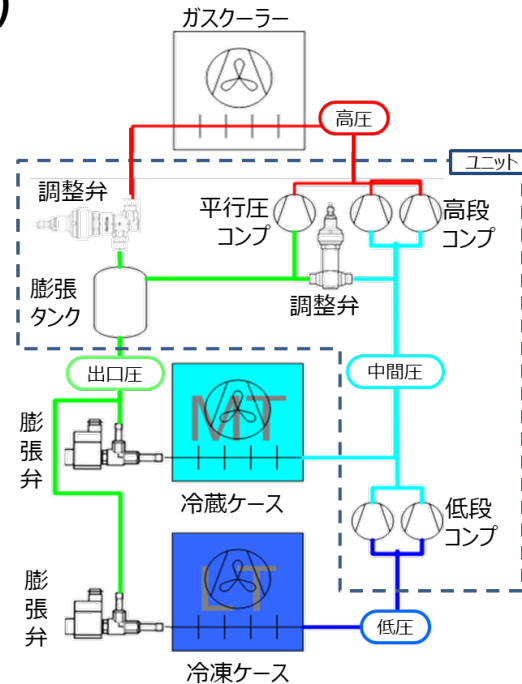 )
ガスクーラー
高圧
ユニット
調整弁
平行圧
コンプ
高段
コンプ
調整弁
膨張
タンク
出口圧
中間圧
膨
張
弁
MT
冷蔵ケース
低段
コンプ
膨
張
弁
LT
低圧
冷凍ケース